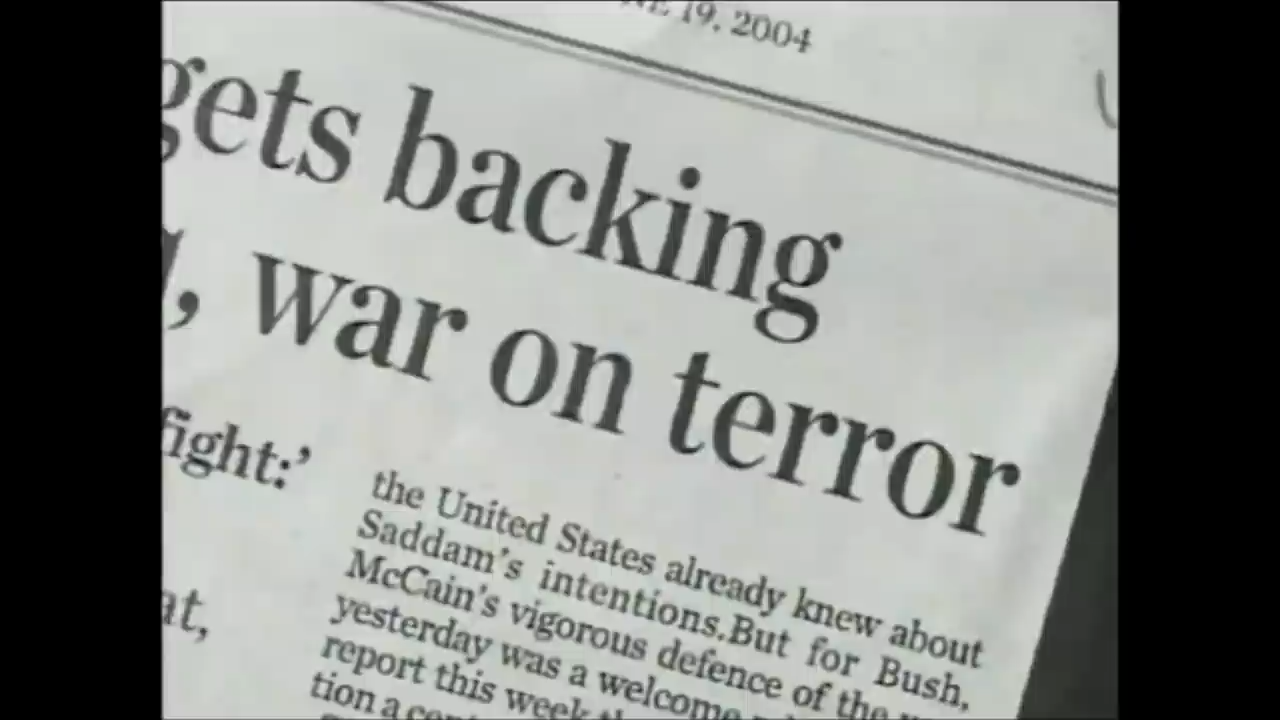 19, 2004
gets backing
, war on terror
fight:'
the United States already knew about
Saddam's intentions.But for Bush,
McCain's vigorous defence of the
yesterday was a welcome
report this week
tion a
at,